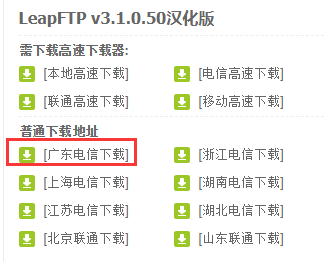 LeapFTP v3.1.0.50汉化版
需下载高速下载器:
[本地高速下载] [电信高速下载]
[联通高速下载] [移动高速下载]
普通下载地址
[广东电信下载] [浙江电信下载]
[上海电信下载] [湖南电信下载]
[江苏电信下载] [湖北电信下载]
[北京联通下载] [山东联通下载]